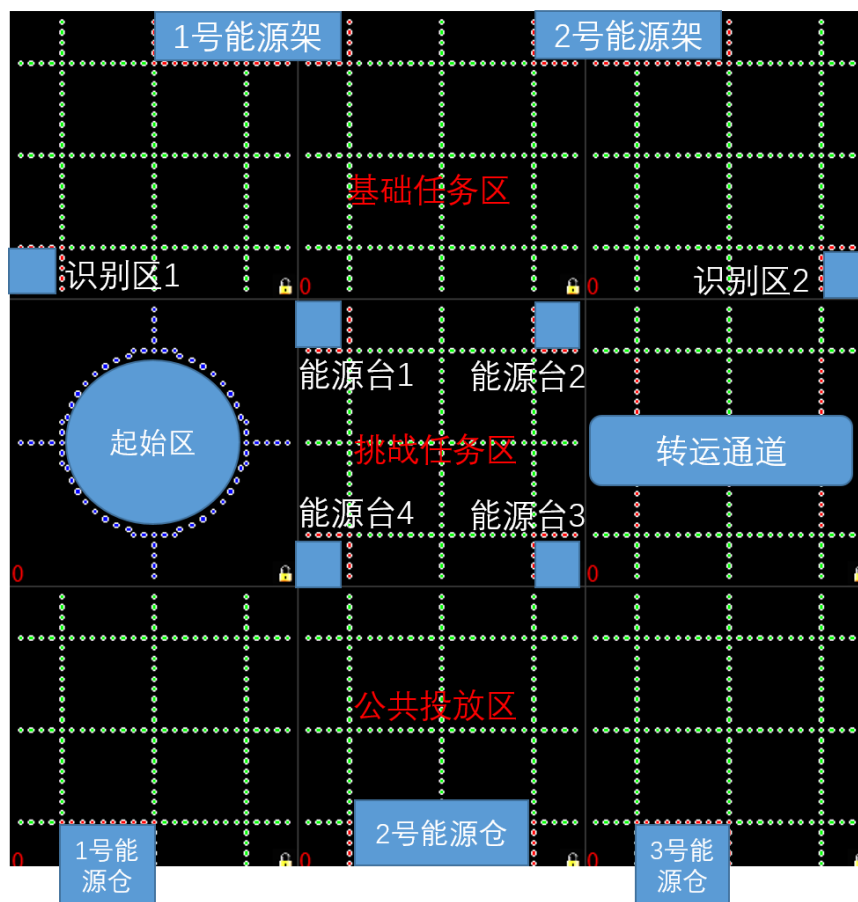 1号能源架
2号能源架
基础任务区
识别区1
0
0
识别区2
能源台1
能源台2
起始区
挑战任务区
转运通道
能源台4
能源台3
0
0
公共投放区
0
1号能
源仓
0
2号能源仓
3号能
源仓